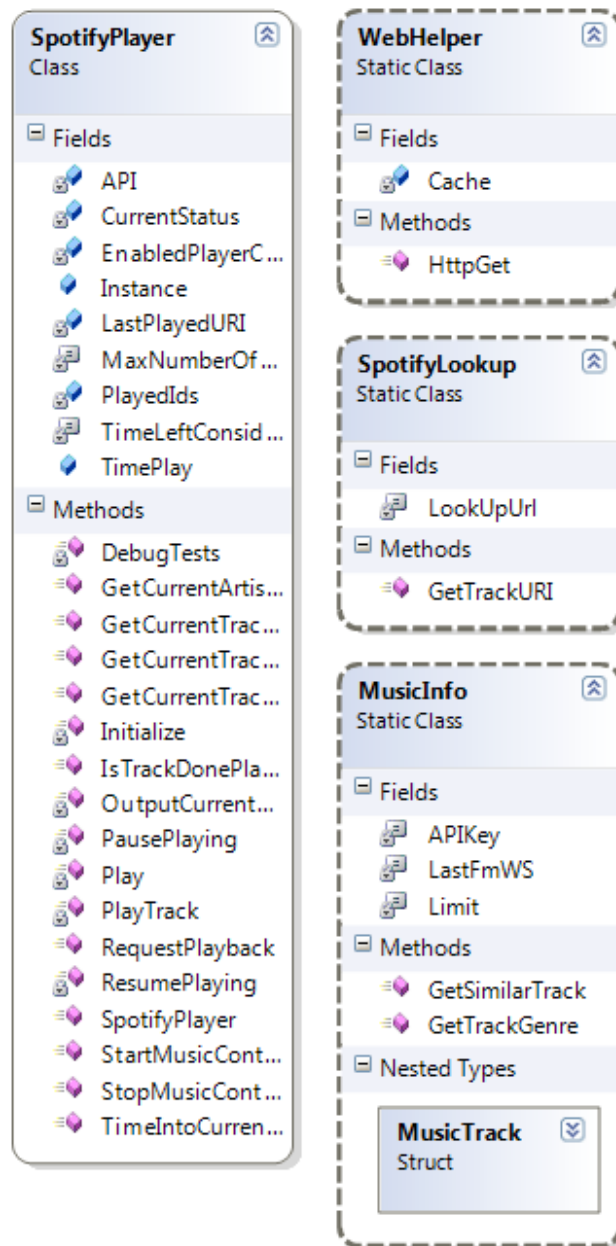 SpotifyPlayer
Class
Fields
API
CurrentStatus
EnabledPlayerC...
Instance
LastPlayedURI
MaxNumberOf...
PlayedIds
TimeLeftConsid...
TimePlay
Methods
DebugTests
GetCurrentArtis...
GetCurrentTrac...
GetCurrentTrac...
GetCurrentTrac...
Initialize
IsTrackDonePla...
OutputCurrent...
PausePlaying
Play
PlayTrack
RequestPlayback
ResumePlaying
SpotifyPlayer
StartMusicCont...
StopMusicCont...
TimeIntoCurren...
WebHelper
Static Class
Fields
Cache
Methods
HttpGet
SpotifyLookup
Static Class
Fields
LookUpUrl
Methods
GetTrackURI
MusicInfo
Static Class
Fields
APIKey
LastFmWS
Limit
Methods
GetSimilarTrack
GetTrackGenre
Nested Types
MusicTrack
Struct